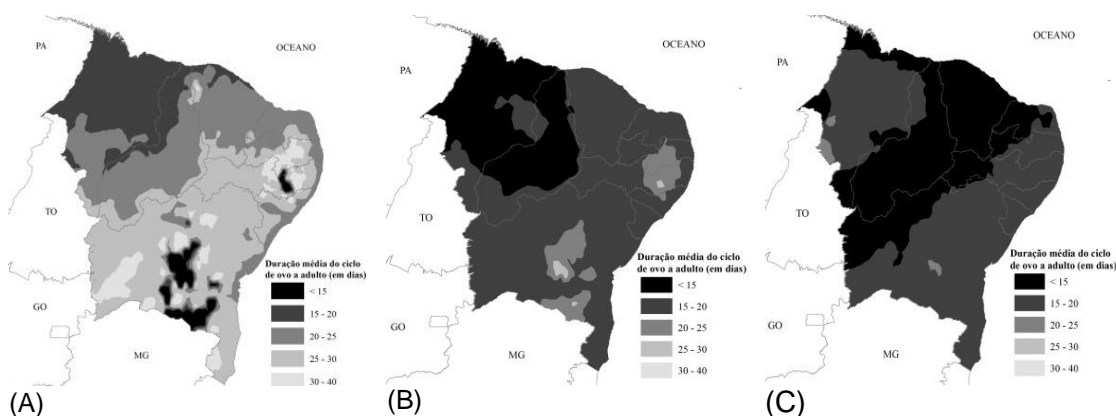 PA
OCEANO
TO
GO
MG
Duração média do ciclo
de ovo a adulto (em dias)
< 15
15 - 20
20 - 25
25 - 30
30 - 40
(A)
PA
OCEANO
TO
GO
MG
Duração média do ciclo
de ovo a adulto (em dias)
< 15
15 - 20
20 - 25
25 - 30
30 - 40
(B)
PA
OCEANO
TO
GO
MG
Duração média do ciclo
de ovo a adulto (em dias)
< 15
15 - 20
20 - 25
25 - 30
30 - 40
(C)